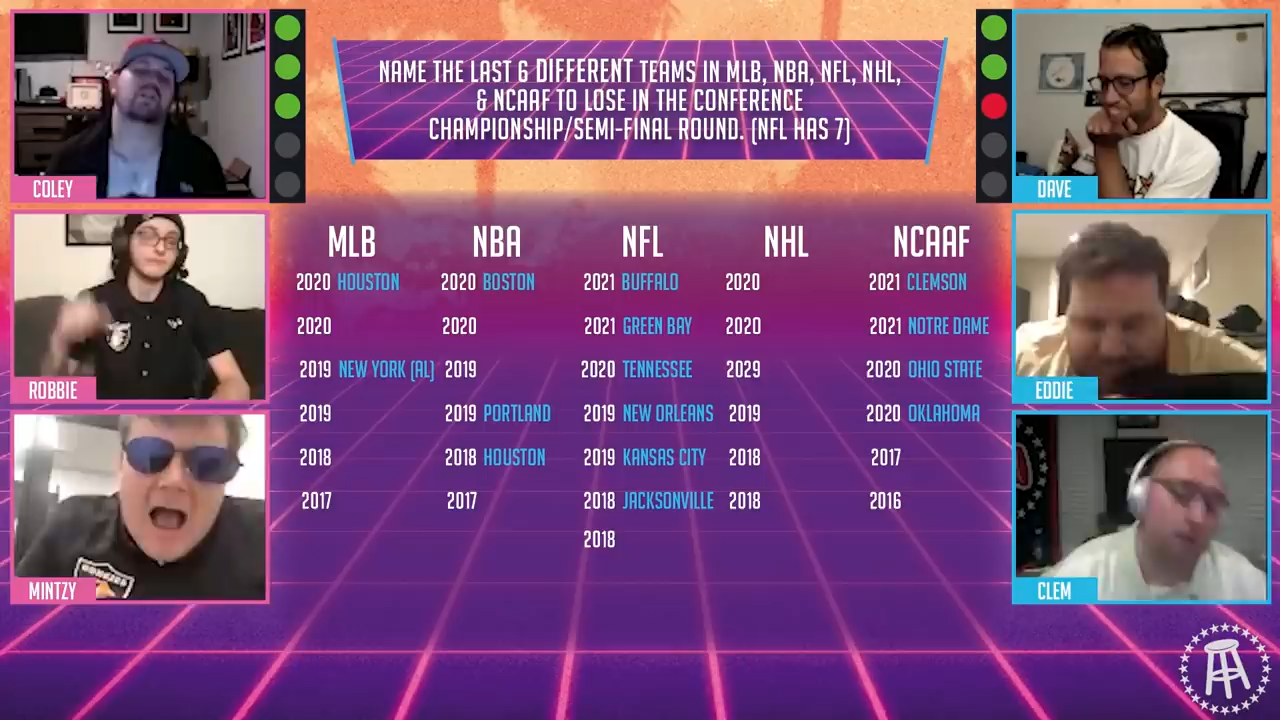 NAME THE LAST 6 DIFFERENT TEAMS IN MLB, NBA, NFL, NHL,
& NCAAF TO LOSE IN THE CONFERENCE
CHAMPIONSHIP/SEMI-FINAL ROUND. (NFL HAS 7)
COLEY
DAVE
MLB NBA NFL NHL NCAAF
2020 HOUSTON 2020 BOSTON 2021 BUFFALO 2020 2021 CLEMSON
2020 2020 2021 GREEN BAY 2020 2021 NOTRE DAME
2019 NEW YORK (AL) 2019 2020 TENNESSEE 2029 2020 OHIO STATE
ROBBIE
EDDIE
2019 2019 PORTLAND 2019 NEW ORLEANS 2019 2020 OKLAHOMA
2018 2018 HOUSTON 2019 KANSAS CITY 2018 2017
2017 2017 2018 JACKSONVILLE 2018 2016
2018
MINTZY
CLEM